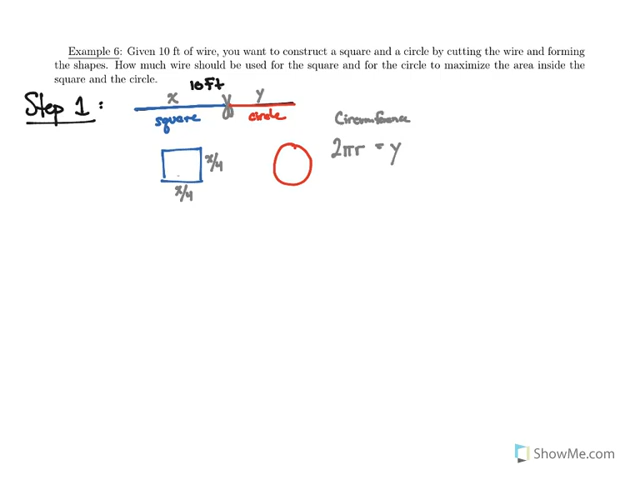 Example 6: Given 10 ft of wire, you want to construct a square and a circle by cutting the wire and forming
the shapes. How much wire should be used for the square and for the circle to maximize the area inside the
square and the circle.
10ft
Step 1: x y
square circle
Circumference
x/4 2πr = y
x/4
ShowMe.com